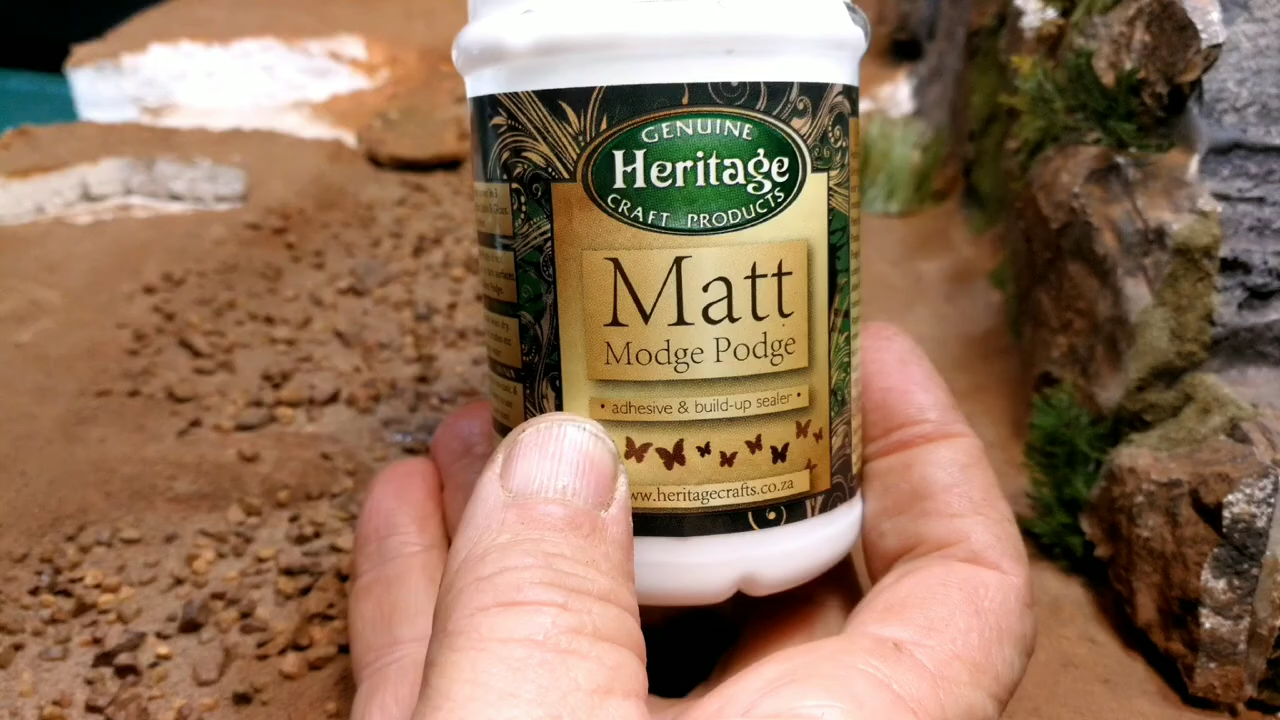 GENUINE
Heritage
CRAFT PRODUCTS
Matt
Modge Podge
• adhesive & build-up sealer •
www.heritagecrafts.co.za